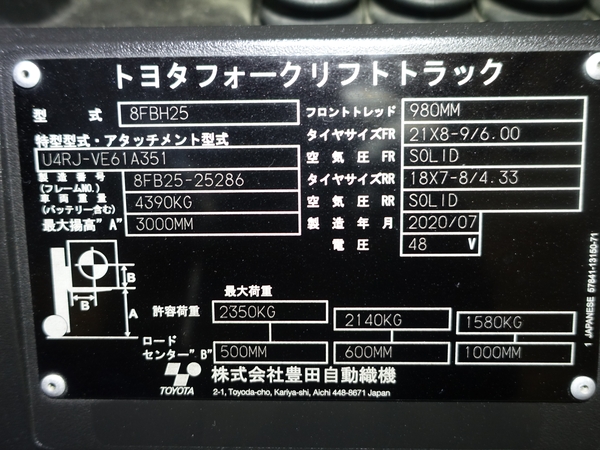 トヨタフォークリフトトラック
型式 8FBH25
特型型式・アタッチメント型式
U4RJ-VE61A351
製造番号
(フレームNO.) 8FB25-25286
車両重量
(バッテリー含む) 4390KG
最大揚高"A" 3000MM
フロントトレッド 980MM
タイヤサイズFR 21X8-9/6.00
空気圧FR SOLID
タイヤサイズRR 18X7-8/4.33
空気圧RR SOLID
製造年月 2020/07
電圧 48 V
B
B
A
最大荷重
許容荷重 2350KG 2140KG 1580KG
ロード
センター"B" 500MM 600MM 1000MM
TOYOTA
株式会社豊田自動織機
2-1, Toyoda-cho, Kariya-shi, Aichi 448-8671 Japan
1 JAPANESE 57841-13150-71